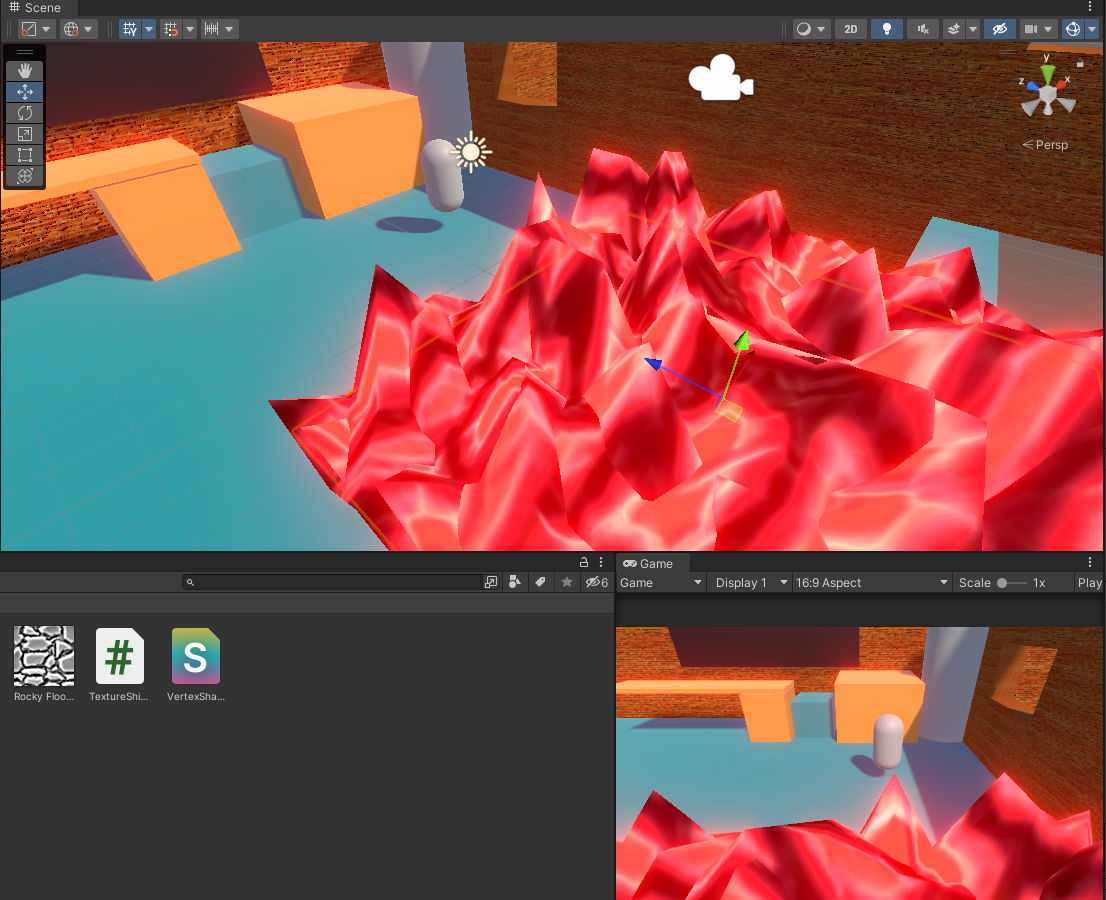 Scene
2D
y
z x
Persp
6
Game
Game Display 1 16:9 Aspect Scale 1x Play
Rocky Floo... TextureShi... VertexSha...
# S